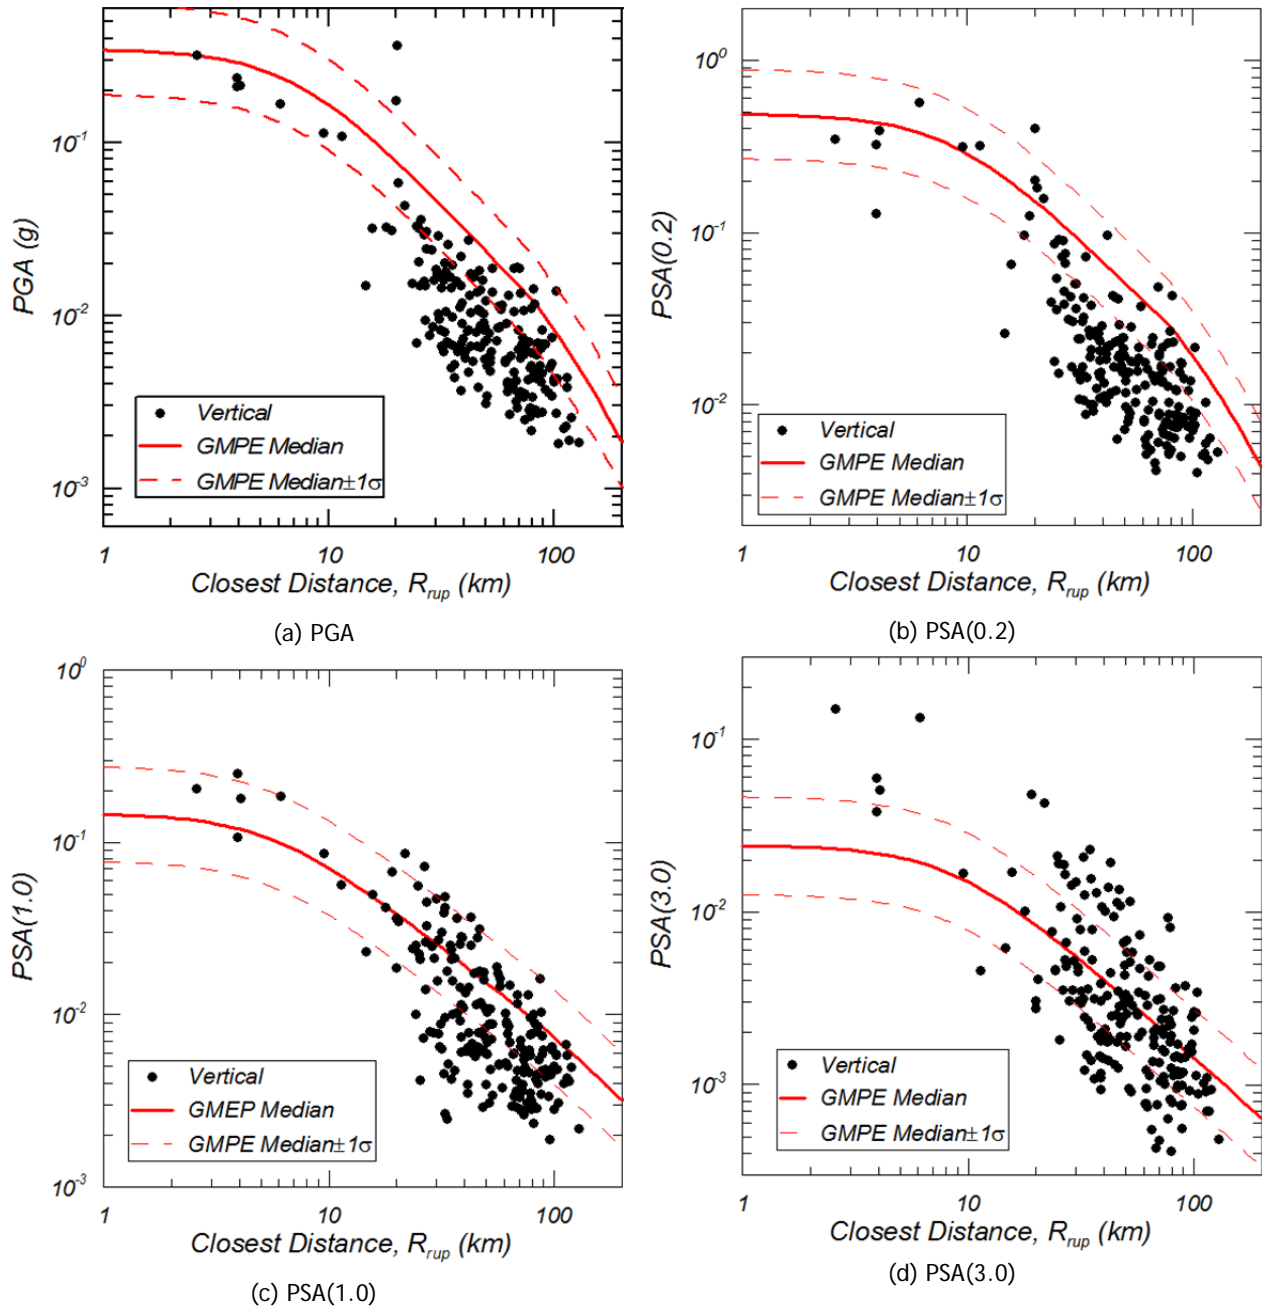 10^-1
10^-2
10^-3
PGA (g)
Vertical
GMPE Median
GMPE Median±1σ
1
10
100
Closest Distance, R_rup (km)
(a) PGA
10^0
10^-1
10^-2
PSA(0.2)
Vertical
GMPE Median
GMPE Median±1σ
1
10
100
Closest Distance, R_rup (km)
(b) PSA(0.2)
10^0
10^-1
10^-2
10^-3
PSA(1.0)
Vertical
GMEP Median
GMPE Median±1σ
1
10
100
Closest Distance, R_rup (km)
(c) PSA(1.0)
10^-1
10^-2
10^-3
PSA(3.0)
Vertical
GMPE Median
GMPE Median±1σ
1
10
100
Closest Distance, R_rup (km)
(d) PSA(3.0)